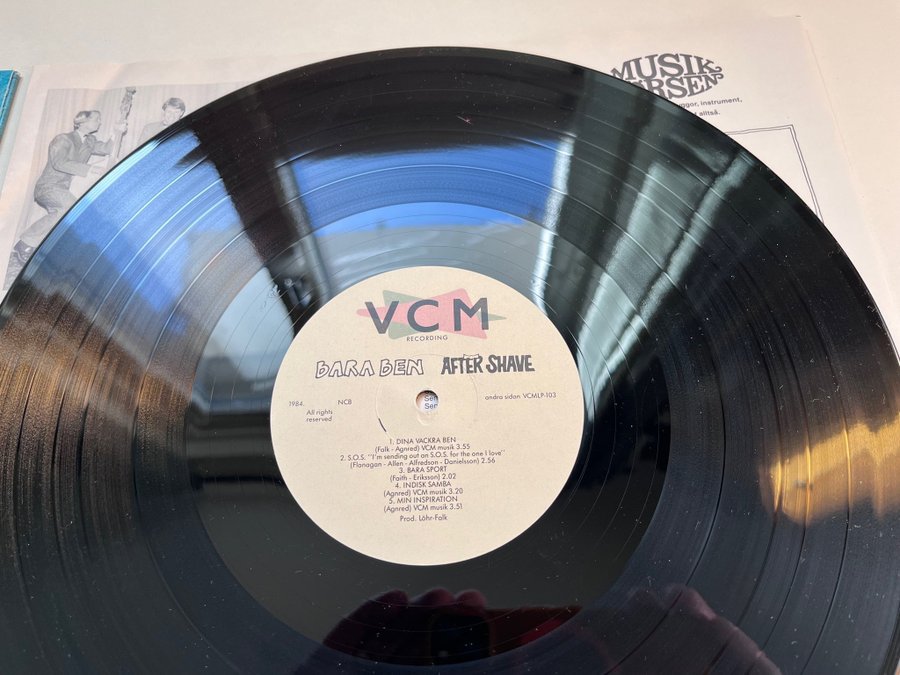 MUSIK
instrument,
alltså.
VCM
RECORDING
BARA BEN AFTER SHAVE
1984. NCB andra sidan VCMLP-103
All rights
reserved
1. DINA VACKRA BEN
(Falk - Agnred) VCM musik 3.55
2. S.O.S. "I'm sending out an S.O.S. for the one I love"
(Flanagan - Allen - Alfredson - Danielsson) 2.56
3. BARA SPORT
(Faith - Eriksson) 2.02
4. INDISK SAMBA
(Agnred) VCM musik 3.20
5. MIN INSPIRATION
(Agnred) VCM musik 3.51
Prod. Löhr-Falk